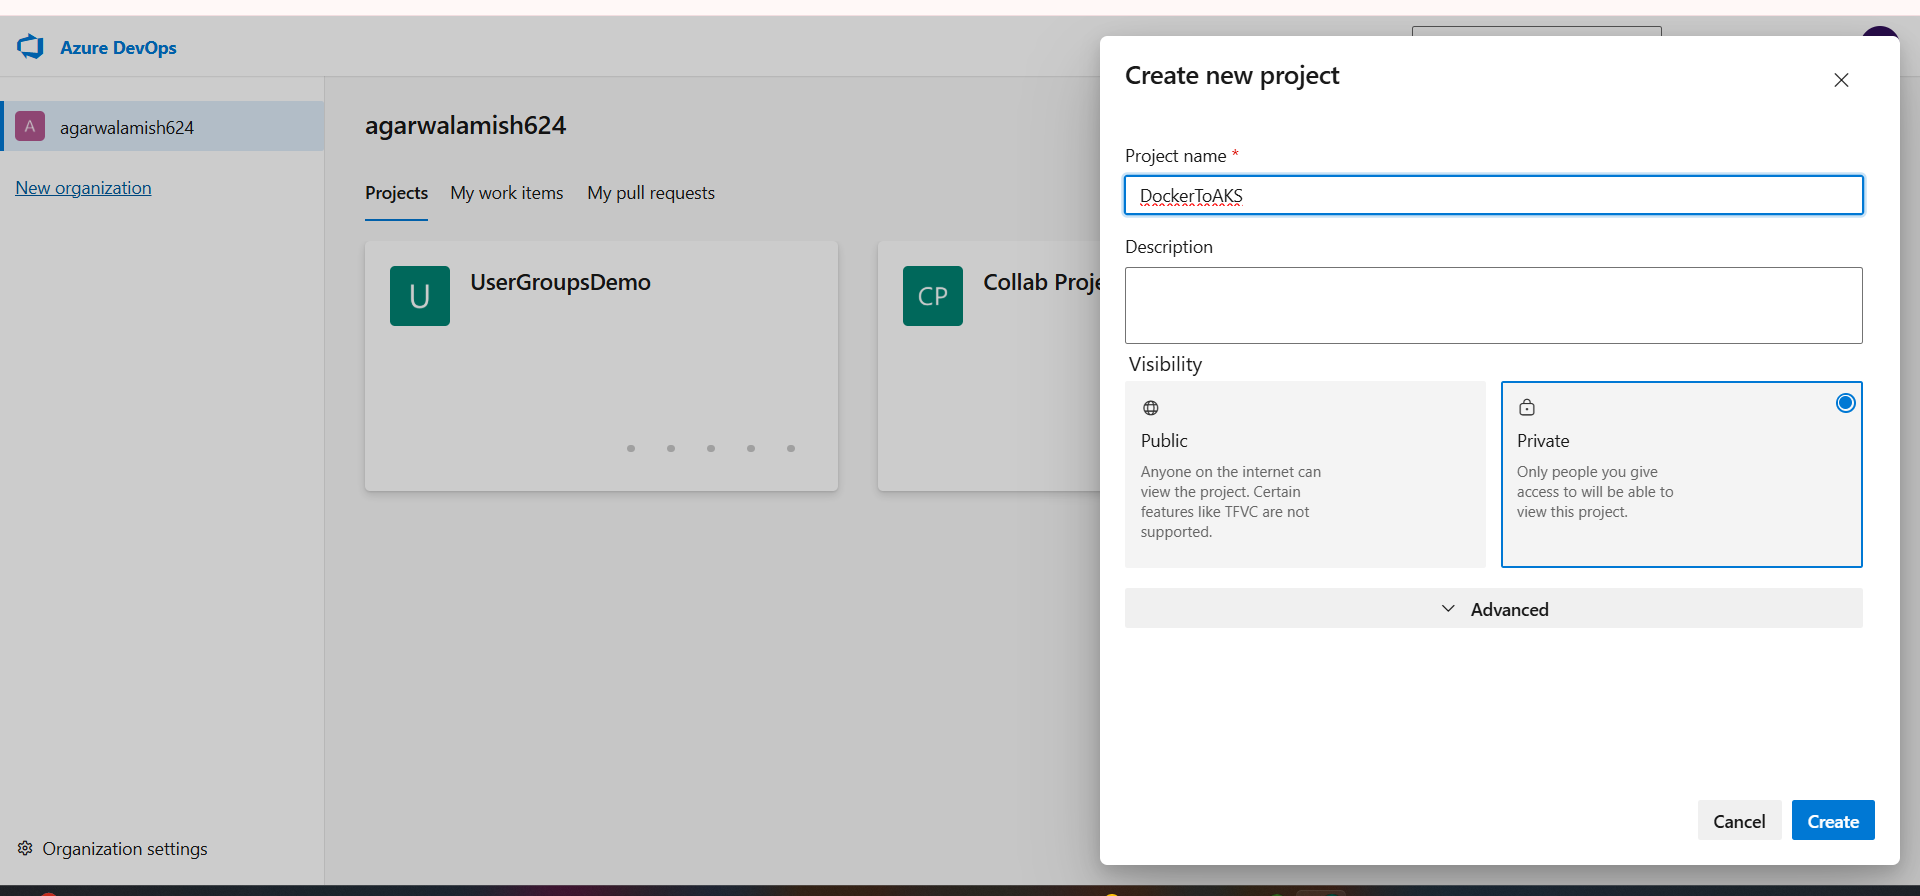 Azure DevOps
A
agarwalamish624
New organization
Organization settings
agarwalamish624
Projects
My work items
My pull requests
U
UserGroupsDemo
CP
Create new project
Project name *
DockerToAKS
Description
Visibility
Public
Anyone on the internet can
view the project. Certain
features like TFVC are not
supported.
Private
Only people you give
access to will be able to
view this project.
Advanced
Cancel
Create
Collab Proje